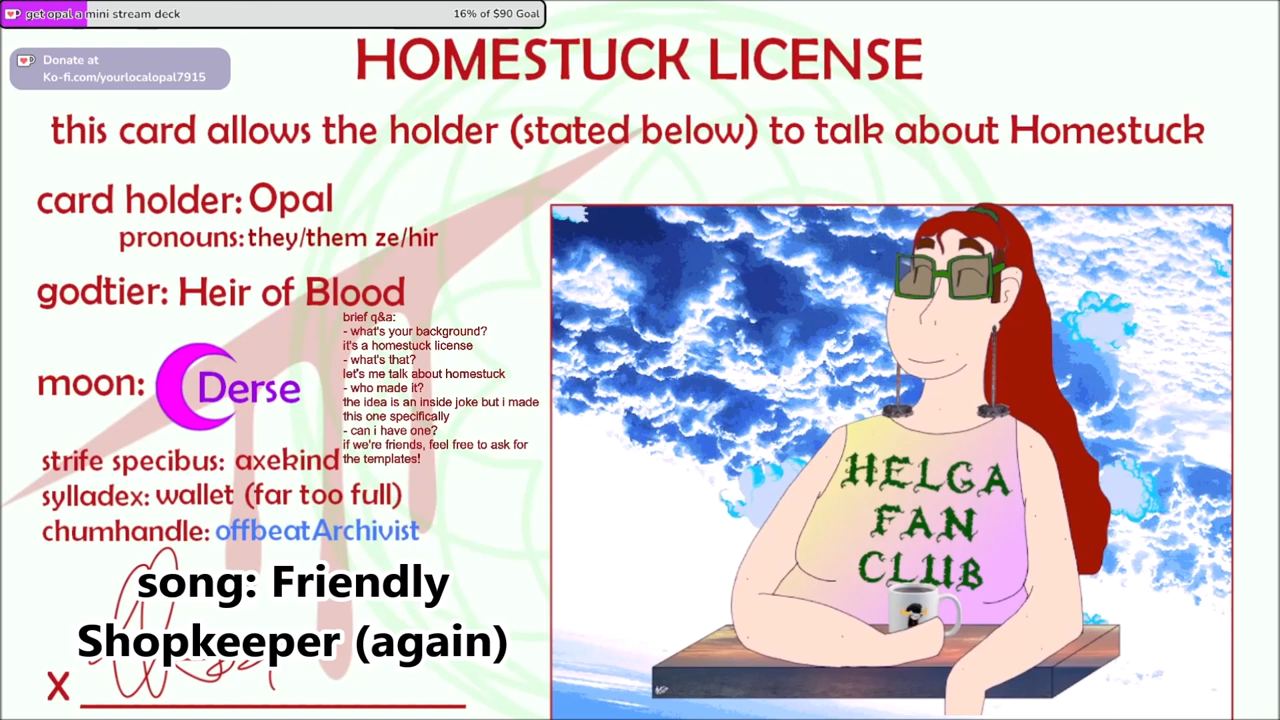 get opal a mini stream deck
16% of $90 Goal
Donate at
Ko-fi.com/yourlocalopal7915
HOMESTUCK LICENSE
this card allows the holder (stated below) to talk about Homestuck
card holder: Opal
pronouns: they/them ze/hir
godtier: Heir of Blood
brief q&a:
- what's your background?
it's a homestuck license
- what's that?
let's me talk about homestuck
- who made it?
the idea is an inside joke but i made
this one specifically
- can i have one?
if we're friends, feel free to ask for
the templates!
moon: Derse
strife specibus: axekind
sylladex: wallet (far too full)
chumhandle: offbeatArchivist
song: Friendly
Shopkeeper (again)
x
HELGA
FAN
CLUB